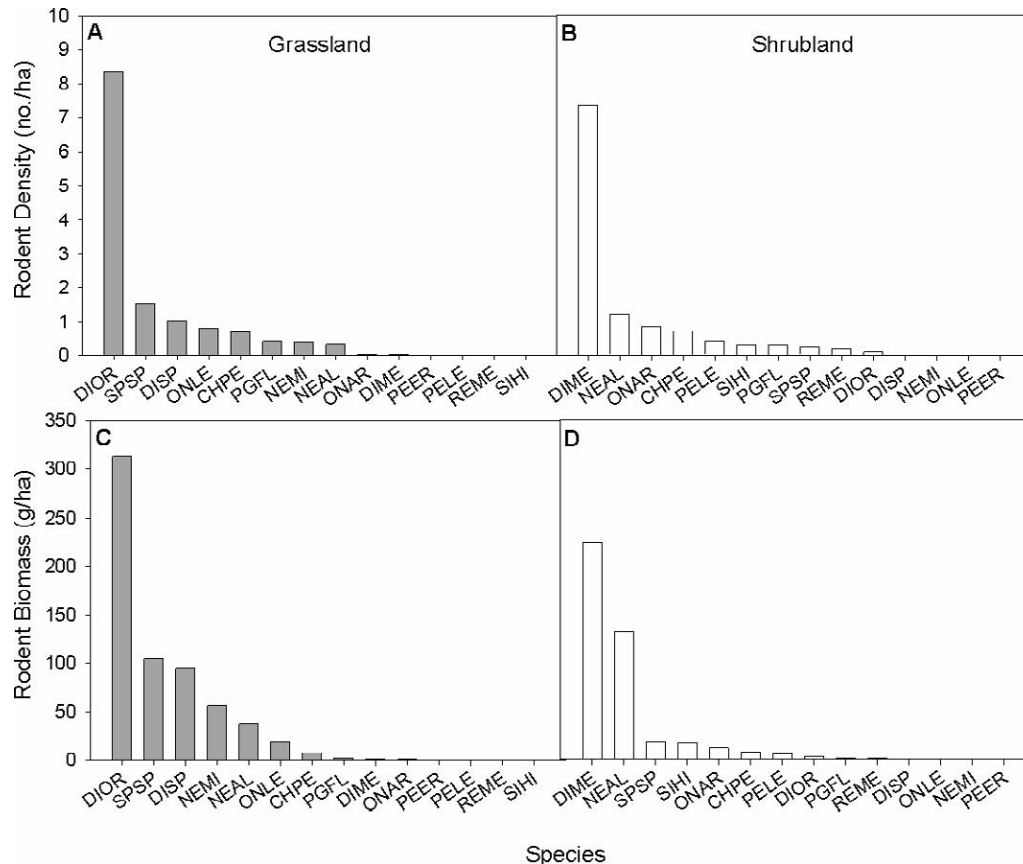 A
Grassland
B
Shrubland
Rodent Density (no./ha)
10
9
8
7
6
5
4
3
2
1
0
DIOR SPSP DISP ONLE CHPE PGFL NEMI NEAL ONAR DIME PEER PELE REME SIHI
DIME NEAL ONAR CHPE PELE SIHI PGFL SPSP REME DIOR DISP NEMI ONLE PEER
C
D
Rodent Biomass (g/ha)
350
300
250
200
150
100
50
0
DIOR SPSP DISP NEMI NEAL ONLE CHPE PGFL DIME ONAR PEER PELE REME SIHI
DIME NEAL SPSP SIHI ONAR CHPE PELE DIOR PGFL REME DISP ONLE NEMI PEER
Species